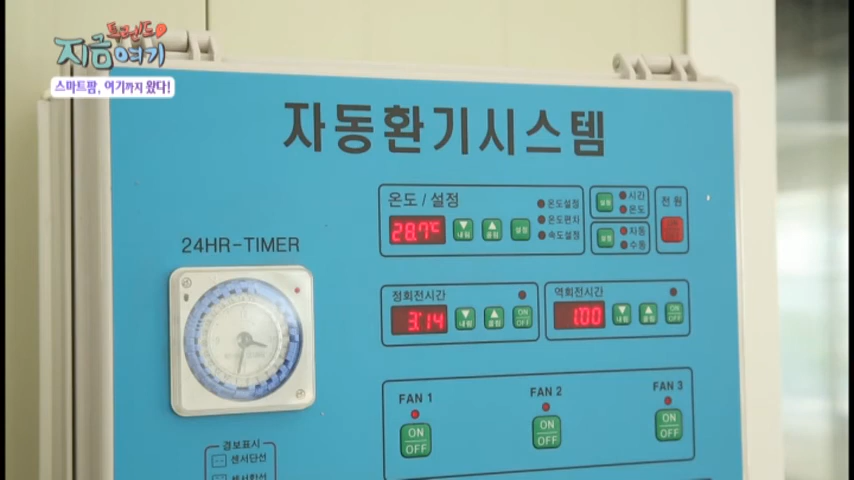 트렌드
지금여기
스마트팜, 여기까지 왔다!
자동환기시스템
24HR-TIMER
온도 / 설정
28.7℃
내림
올림
설정
온도설정
온도편차
속도설정
설정
시간
온도
설정
자동
수동
전 원
정회전시간
3:14
내림
올림
ON
OFF
역회전시간
1:00
내림
올림
ON
OFF
FAN 1
ON
OFF
FAN 2
ON
OFF
FAN 3
ON
OFF
경보표시
센서단선